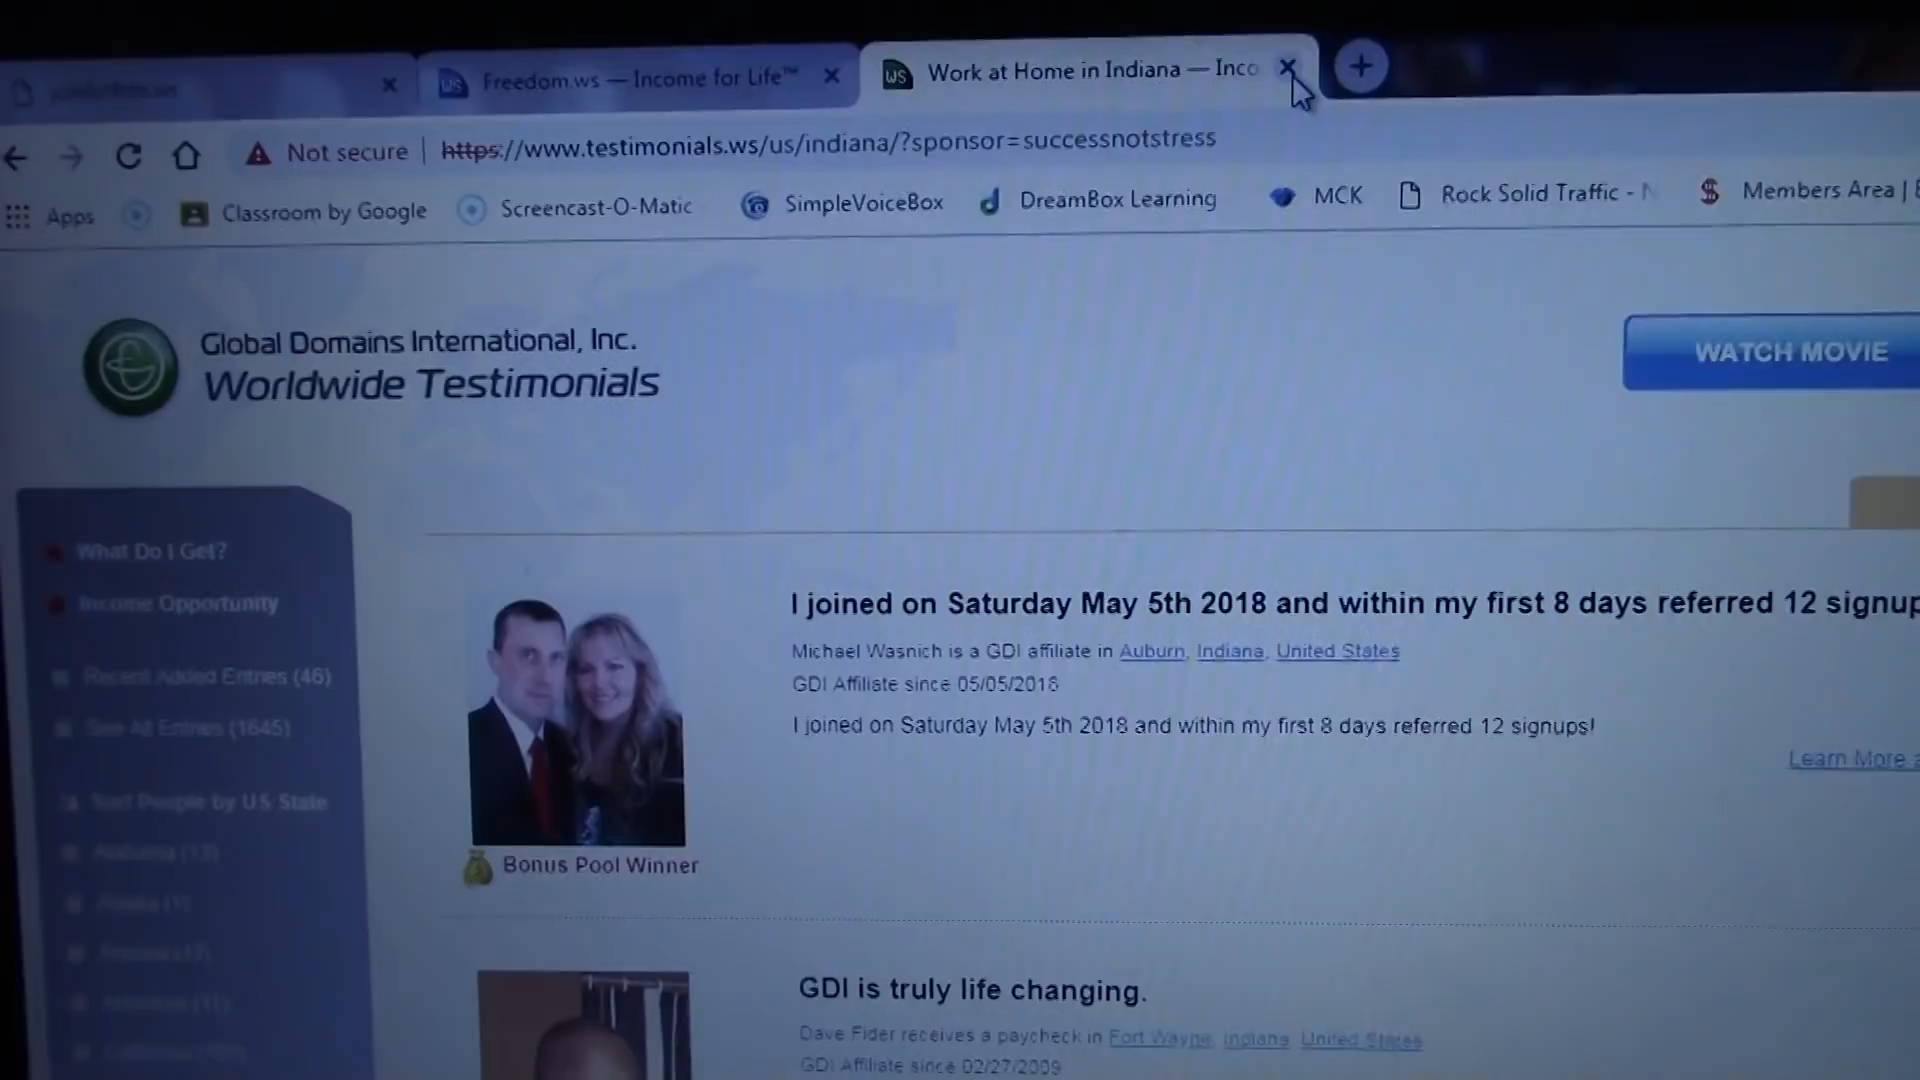 Freedom.ws — Income for Life™
Work at Home in Indiana — Inco
Not secure | https://www.testimonials.ws/us/indiana/?sponsor=successnotstress
Apps Classroom by Google Screencast-O-Matic SimpleVoiceBox DreamBox Learning MCK Rock Solid Traffic - Members Area |
Global Domains International, Inc.
Worldwide Testimonials
WATCH MOVIE
What Do I Get?
Income Opportunity
Recent Added Entries (46)
See All Entries (1645)
Sort People by US State
Alabama (13)
I joined on Saturday May 5th 2018 and within my first 8 days referred 12 signup
Michael Wasnich is a GDI affiliate in Auburn, Indiana, United States
GDI Affiliate since 05/05/2018
I joined on Saturday May 5th 2018 and within my first 8 days referred 12 signups!
Learn More
Bonus Pool Winner
GDI is truly life changing.
Dave Fider receives a paycheck in Fort Wayne, Indiana, United States
GDI Affiliate since 02/27/2009